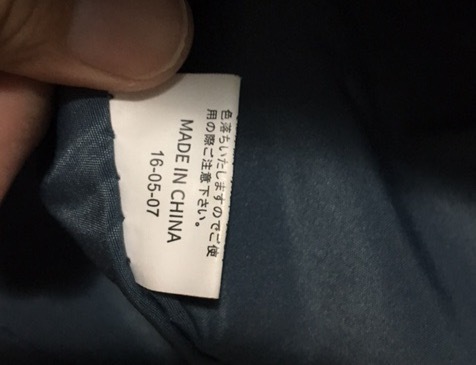 色落ちいたしますのでご使
用の際ご注意下さい。
MADE IN CHINA
16-05-07